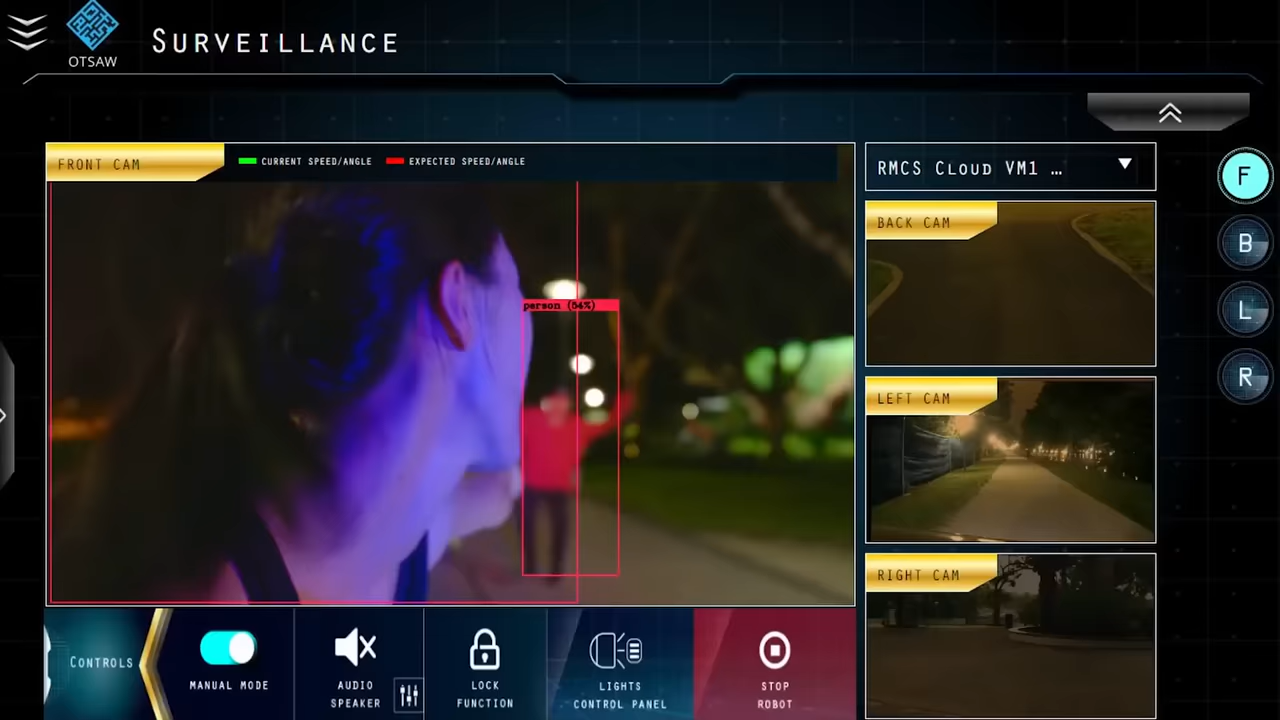 OTSAW
SURVEILLANCE
FRONT CAM
CURRENT SPEED/ANGLE
EXPECTED SPEED/ANGLE
person (56%)
RMCS CLOUD VM1 ...
BACK CAM
LEFT CAM
RIGHT CAM
F
B
L
R
CONTROLS
MANUAL MODE
AUDIO
SPEAKER
LOCK
FUNCTION
LIGHTS
CONTROL PANEL
STOP
ROBOT